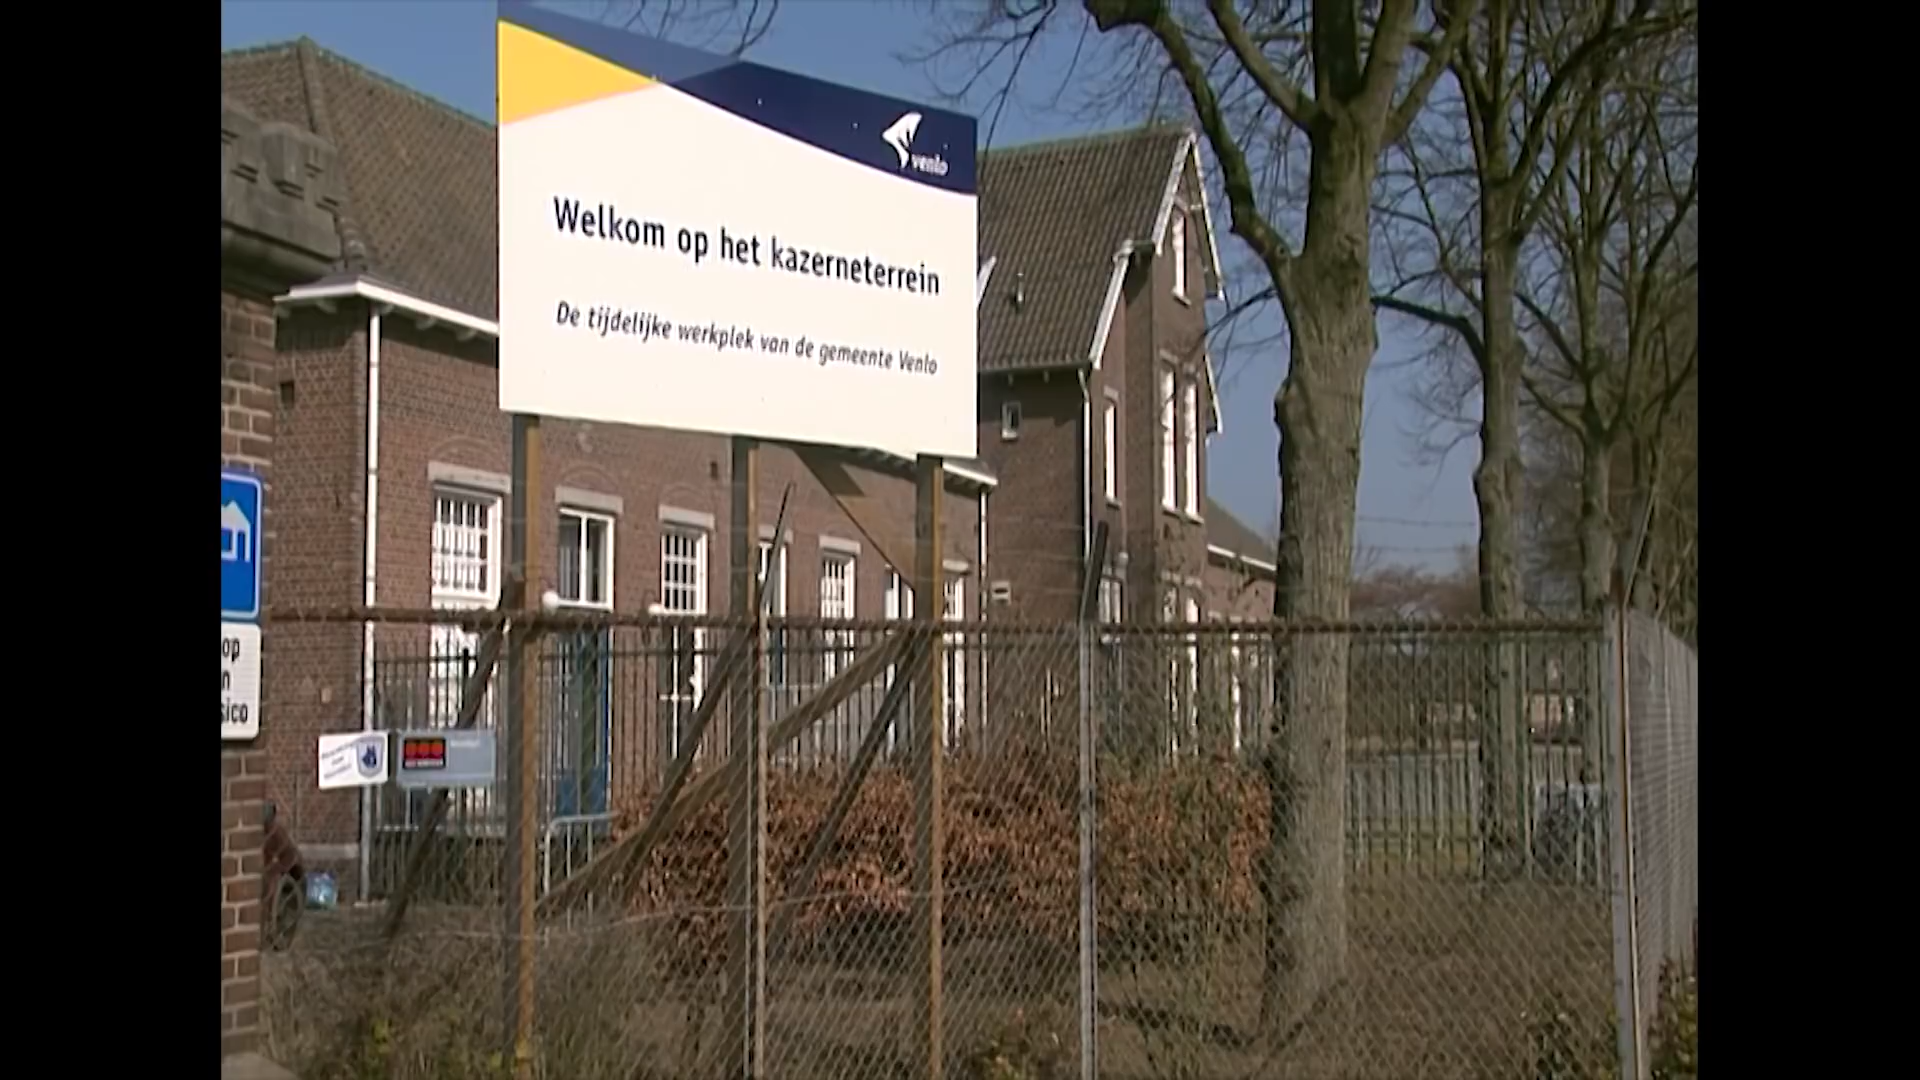 venlo
Welkom op het kazerneterrein
De tijdelijke werkplek van de gemeente Venlo
op
n
sico